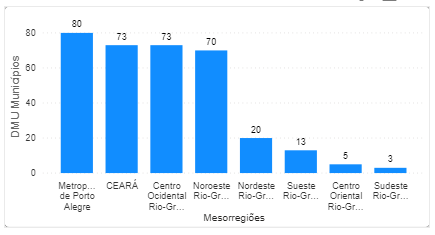 DMU Municípios
80
60
40
20
0
80
73
73
70
20
13
5
3
Metrop...
de Porto
Alegre
CEARÁ
Centro
Ocidental
Rio-Gr...
Noroeste
Rio-Gr...
Nordeste
Rio-Gr...
Sueste
Rio-Gr...
Centro
Oriental
Rio-Gr...
Sudeste
Rio-Gr...
Mesorregiões